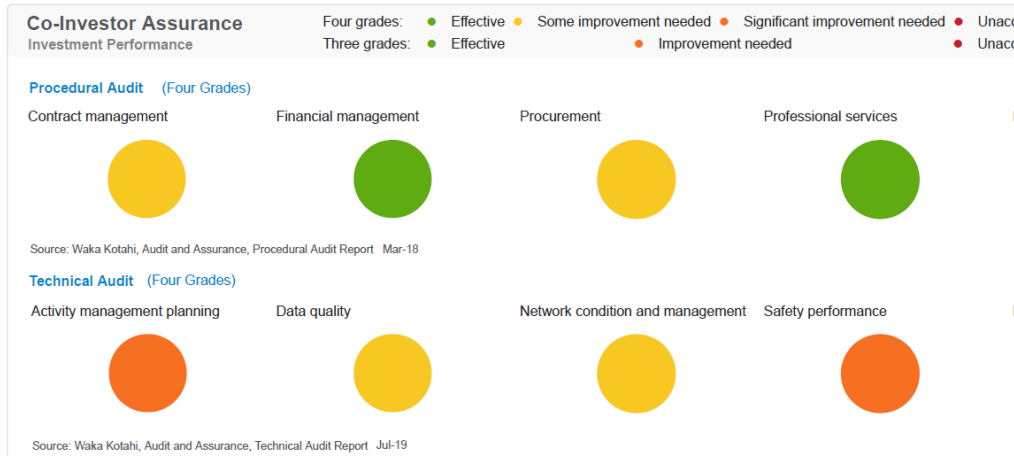 Co-Investor Assurance
Investment Performance
Four grades: Effective Some improvement needed Significant improvement needed
Three grades: Effective Improvement needed
Procedural Audit (Four Grades)
Contract management Financial management Procurement Professional services
Source: Waka Kotahi, Audit and Assurance, Procedural Audit Report Mar-18
Technical Audit (Four Grades)
Activity management planning Data quality Network condition and management Safety performance
Source: Waka Kotahi, Audit and Assurance, Technical Audit Report Jul-19